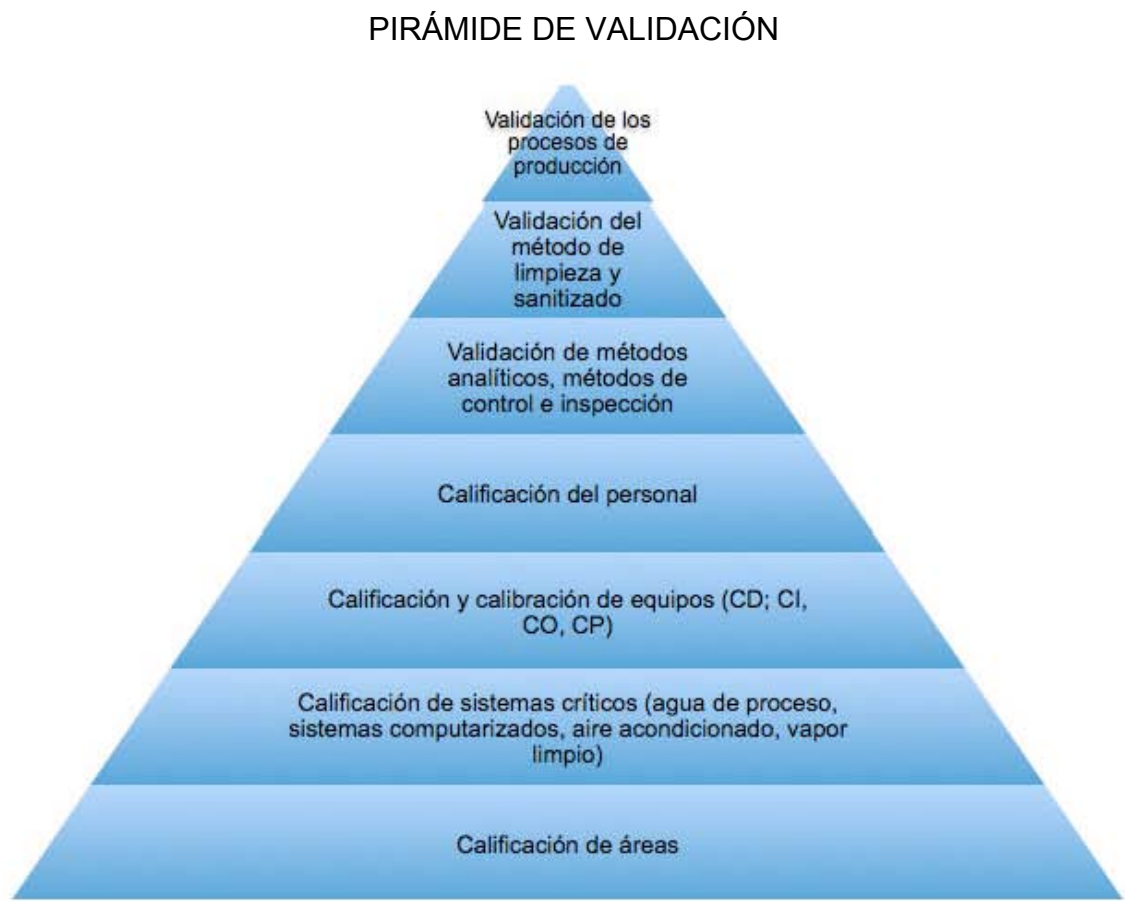 PIRÁMIDE DE VALIDACIÓN
Validación de los
procesos de
producción
Validación del
método de
limpieza y
sanitizado
Validación de métodos
analíticos, métodos de
control e inspección
Calificación del personal
Calificación y calibración de equipos (CD; CI,
CO, CP)
Calificación de sistemas críticos (agua de proceso,
sistemas computarizados, aire acondicionado, vapor
limpio)
Calificación de áreas